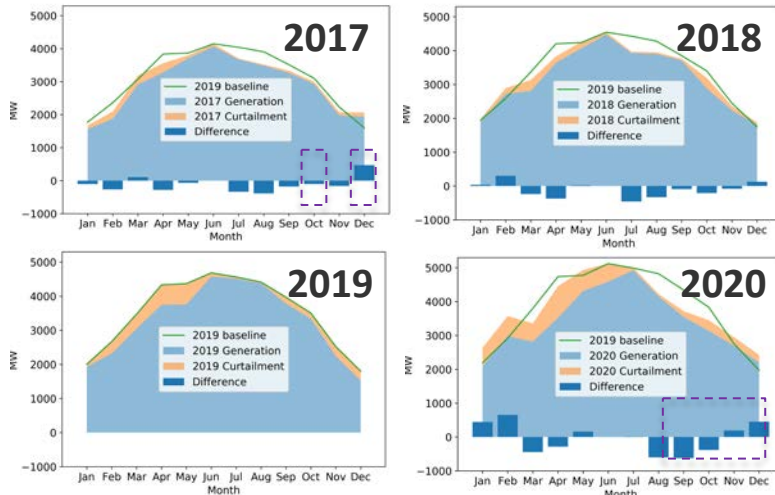 2017
5000
4000
3000
2000
1000
0
−1000
MW
2019 baseline
2017 Generation
2017 Curtailment
Difference
Jan Feb Mar Apr May Jun Jul Aug Sep Oct Nov Dec
Month
2018
5000
4000
3000
2000
1000
0
−1000
MW
2019 baseline
2018 Generation
2018 Curtailment
Difference
Jan Feb Mar Apr May Jun Jul Aug Sep Oct Nov Dec
Month
2019
5000
4000
3000
2000
1000
0
−1000
MW
2019 baseline
2019 Generation
2019 Curtailment
Difference
Jan Feb Mar Apr May Jun Jul Aug Sep Oct Nov Dec
Month
2020
5000
4000
3000
2000
1000
0
−1000
MW
2019 baseline
2020 Generation
2020 Curtailment
Difference
Jan Feb Mar Apr May Jun Jul Aug Sep Oct Nov Dec
Month